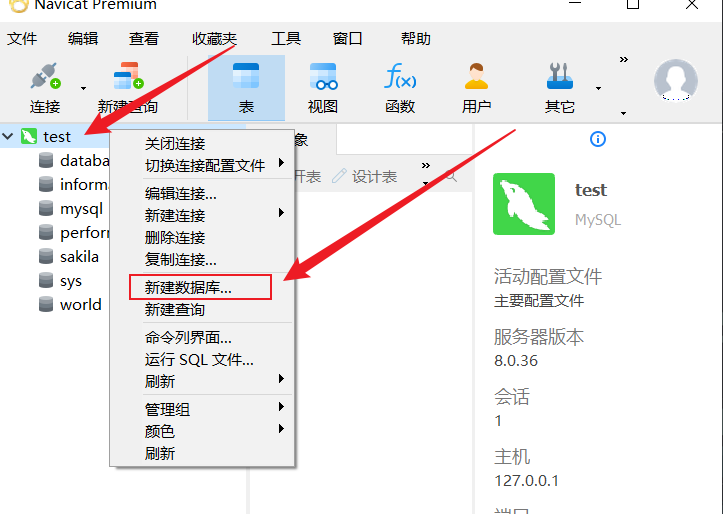 Navicat Premium
文件 编辑 查看 收藏夹 工具 窗口 帮助
连接 新建查询 表 视图 函数 用户 其它
test
databa
informa
mysql
perforn
sakila
sys
world
关闭连接
切换连接配置文件
编辑连接...
新建连接
删除连接
复制连接...
新建数据库...
新建查询
命令列界面...
运行 SQL 文件...
刷新
管理组
颜色
刷新
象
开表 设计表
test
MySQL
活动配置文件
主要配置文件
服务器版本
8.0.36
会话
1
主机
127.0.0.1